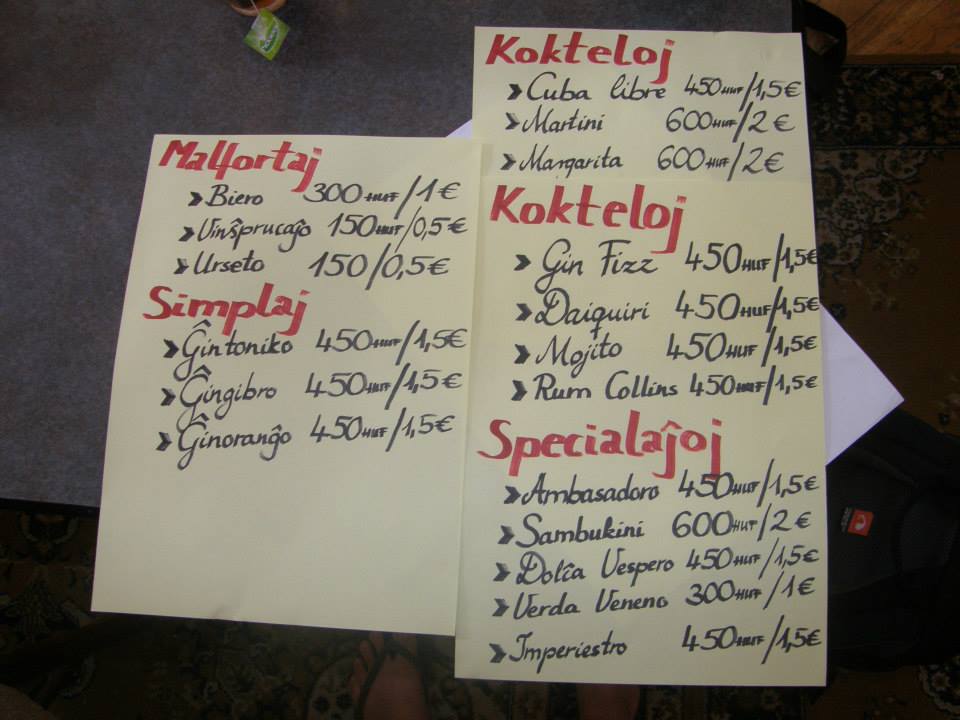 Malfortaj
Biero 300 HUF/1 €
Vinŝprucaĵo 150 HUF/0,5 €
Urseto 150/0,5 €
Simplaj
Ĝintoniko 450 HUF/1,5 €
Ĝingibro 450 HUF/1,5 €
Ĝinoranĝo 450 HUF/1,5 €
Kokteloj
Cuba libre 450 HUF/1,5 €
Martini 600 HUF/2 €
Margarita 600 HUF/2 €
Kokteloj
Gin Fizz 450 HUF/1,5 €
Daiquiri 450 HUF/1,5 €
Mojito 450 HUF/1,5 €
Rum Collins 450 HUF/1,5 €
Specialaĵoj
Ambasadoro 450 HUF/1,5 €
Sambukini 600 HUF/2 €
Dolĉa Vespero 450 HUF/1,5 €
Verda Veneno 300 HUF/1 €
Imperiestro 450 HUF/1,5 €